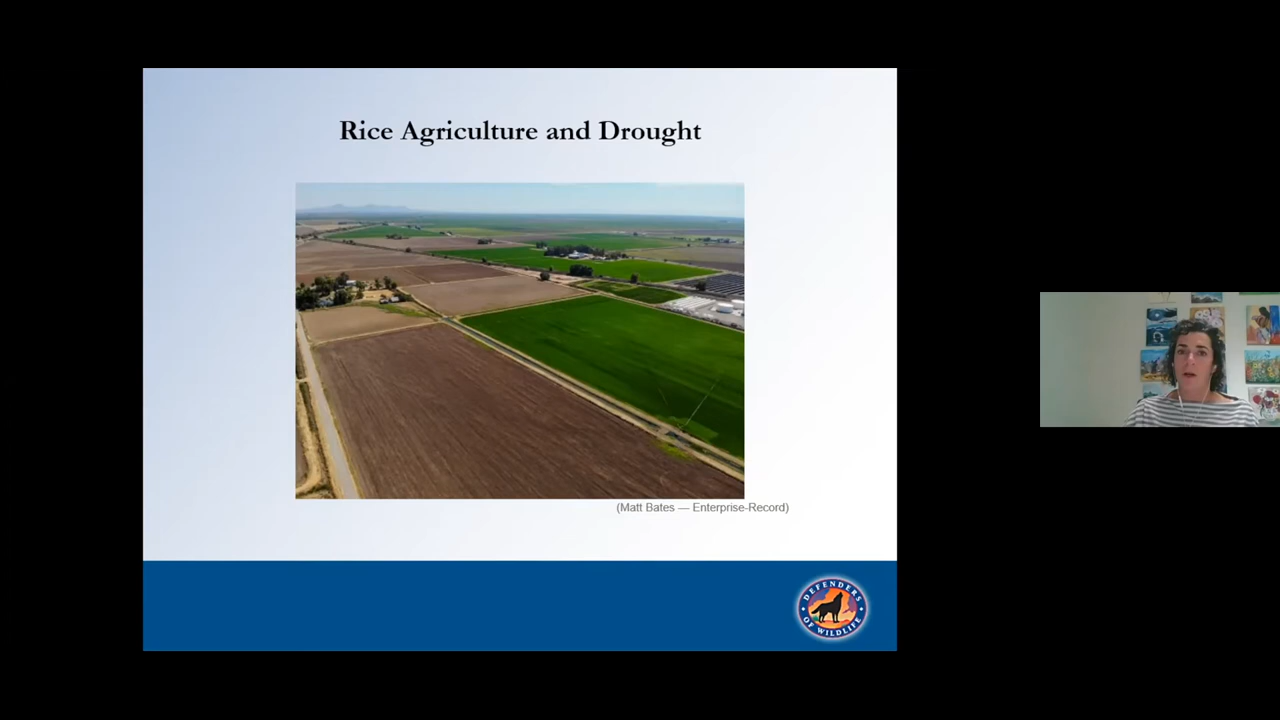 Rice Agriculture and Drought
(Matt Bates — Enterprise-Record)
DEFENDERS
OF WILDLIFE